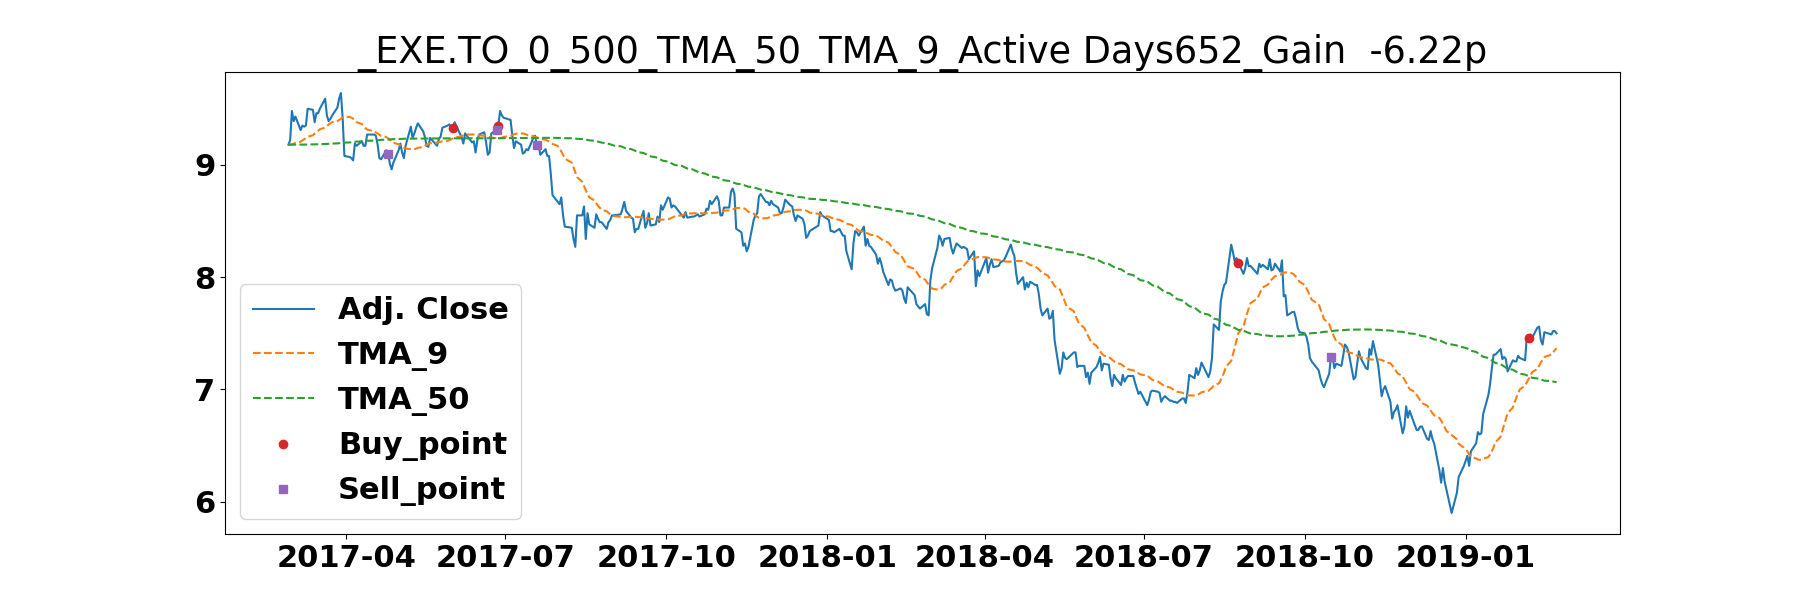 _EXE.TO_0_500_TMA_50_TMA_9_Active Days652_Gain  -6.22p
9
8
7
6
Adj. Close
TMA_9
TMA_50
Buy_point
Sell_point
2017-04 2017-07 2017-10 2018-01 2018-04 2018-07 2018-10 2019-01